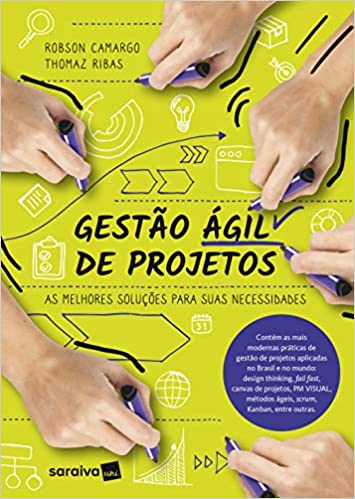 ROBSON CAMARGO
THOMAZ RIBAS
GESTÃO ÁGIL
DE PROJETOS
AS MELHORES SOLUÇÕES PARA SUAS NECESSIDADES
31
Contém as mais
modernas práticas de
gestão de projetos aplicadas
no Brasil e no mundo:
design thinking, fail fast,
canvas de projetos, PM VISUAL,
métodos ágeis, scrum,
Kanban, entre outras.
saraiva uni